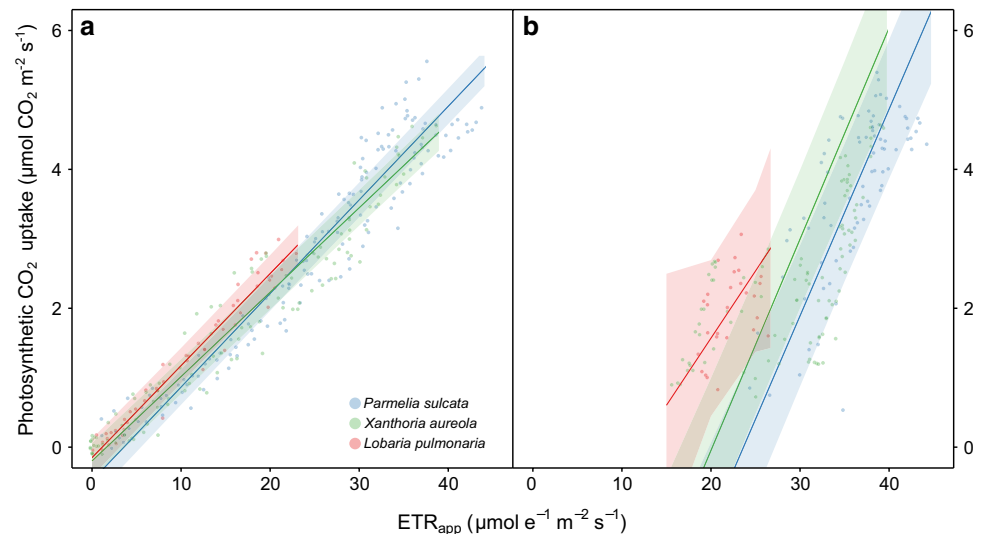 a
b
Photosynthetic CO₂ uptake (µmol CO₂ m⁻² s⁻¹)
6
4
2
0
6
4
2
0
Parmelia sulcata
Xanthoria aureola
Lobaria pulmonaria
0 10 20 30 40
0 10 20 30 40
ETRapp (µmol e⁻¹ m⁻² s⁻¹)